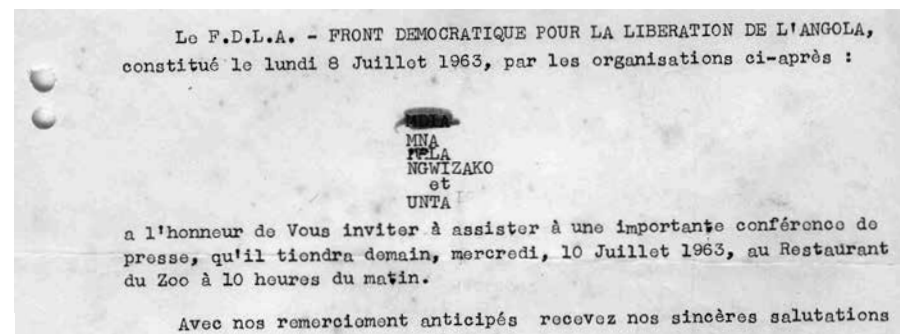 Le F.D.L.A. - FRONT DEMOCRATIQUE POUR LA LIBERATION DE L'ANGOLA,
constitué le lundi 8 Juillet 1963, par les organisations ci-après :
MDIA
MNA
MPLA
NGWIZAKO
et
UNTA
a l'honneur de Vous inviter à assister à une importante conférence de
presse, qu'il tiendra demain, mercredi, 10 Juillet 1963, au Restaurant
du Zoo à 10 heures du matin.
Avec nos remerciement anticipés recevez nos sincères salutations